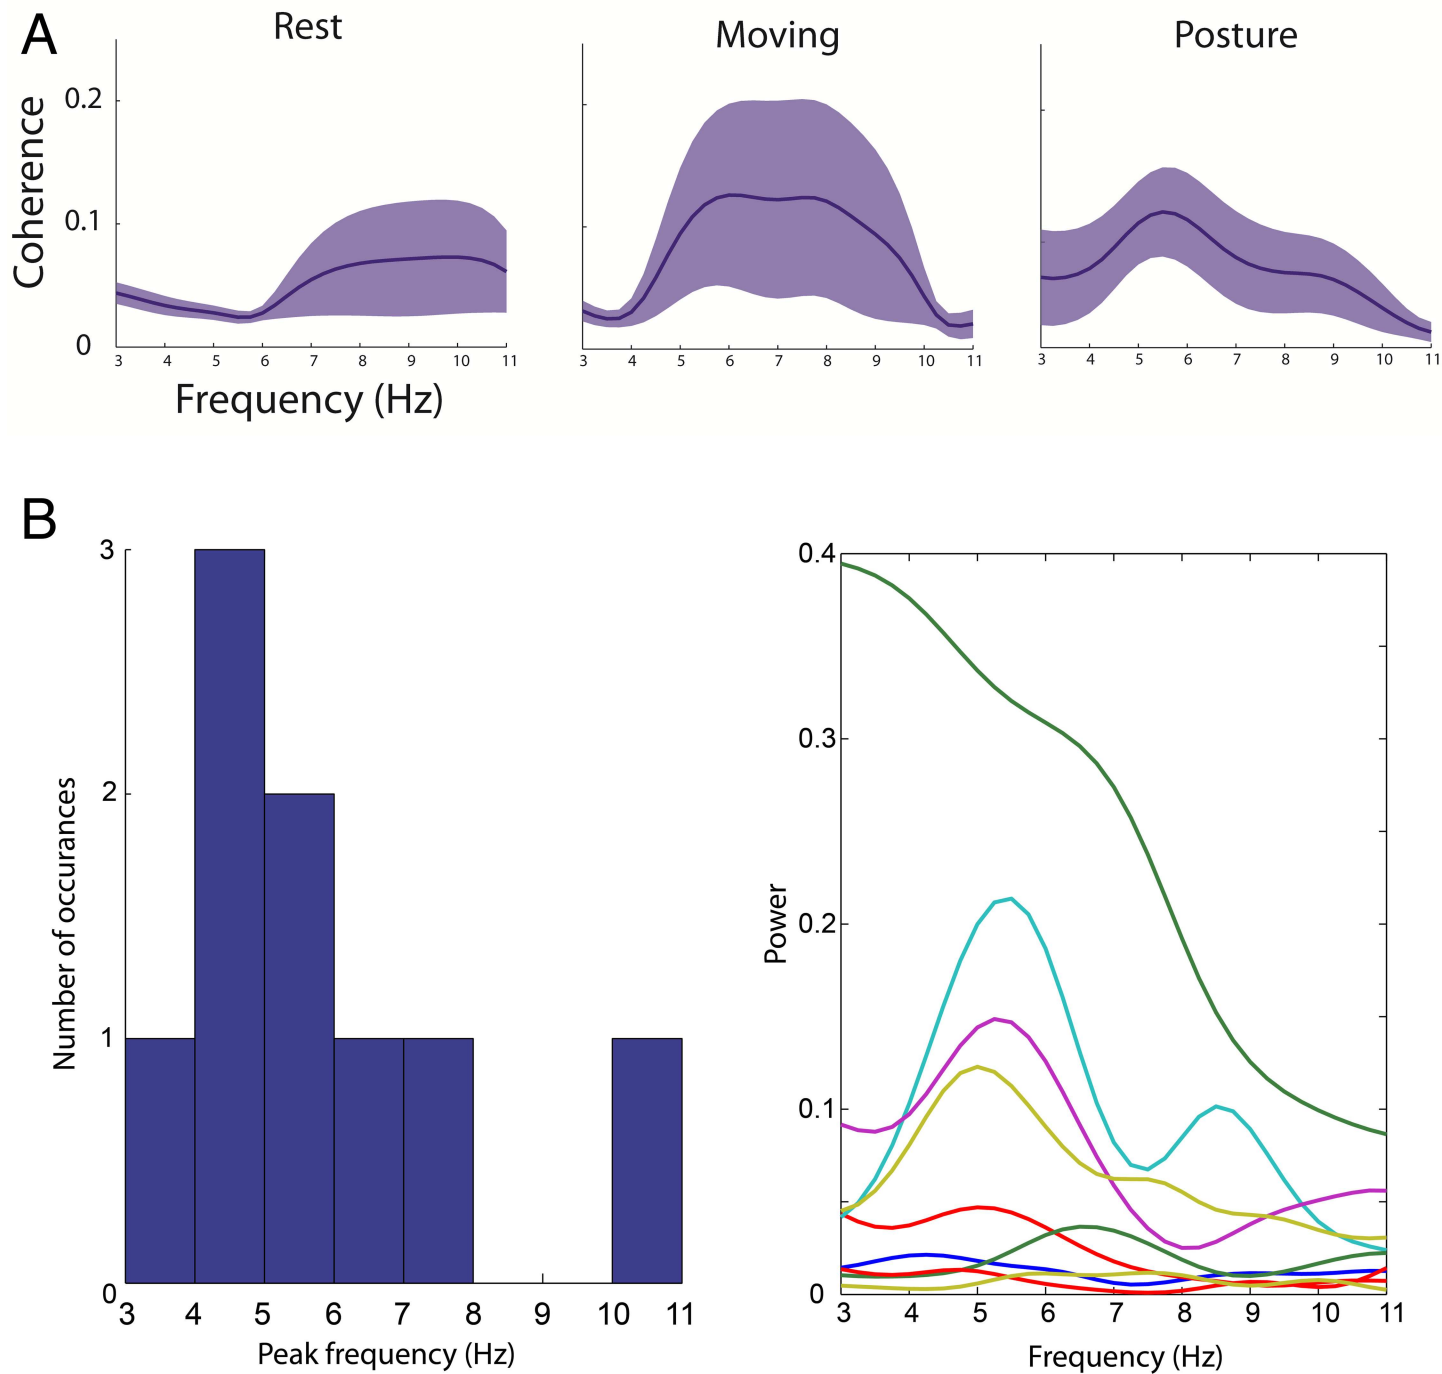 A
Rest
Moving
Posture
Coherence
0.2
0.1
0
3 4 5 6 7 8 9 10 11
3 4 5 6 7 8 9 10 11
3 4 5 6 7 8 9 10 11
Frequency (Hz)
B
Number of occurances
3
2
1
0
3 4 5 6 7 8 9 10 11
Peak frequency (Hz)
Power
0.4
0.3
0.2
0.1
0
3 4 5 6 7 8 9 10 11
Frequency (Hz)